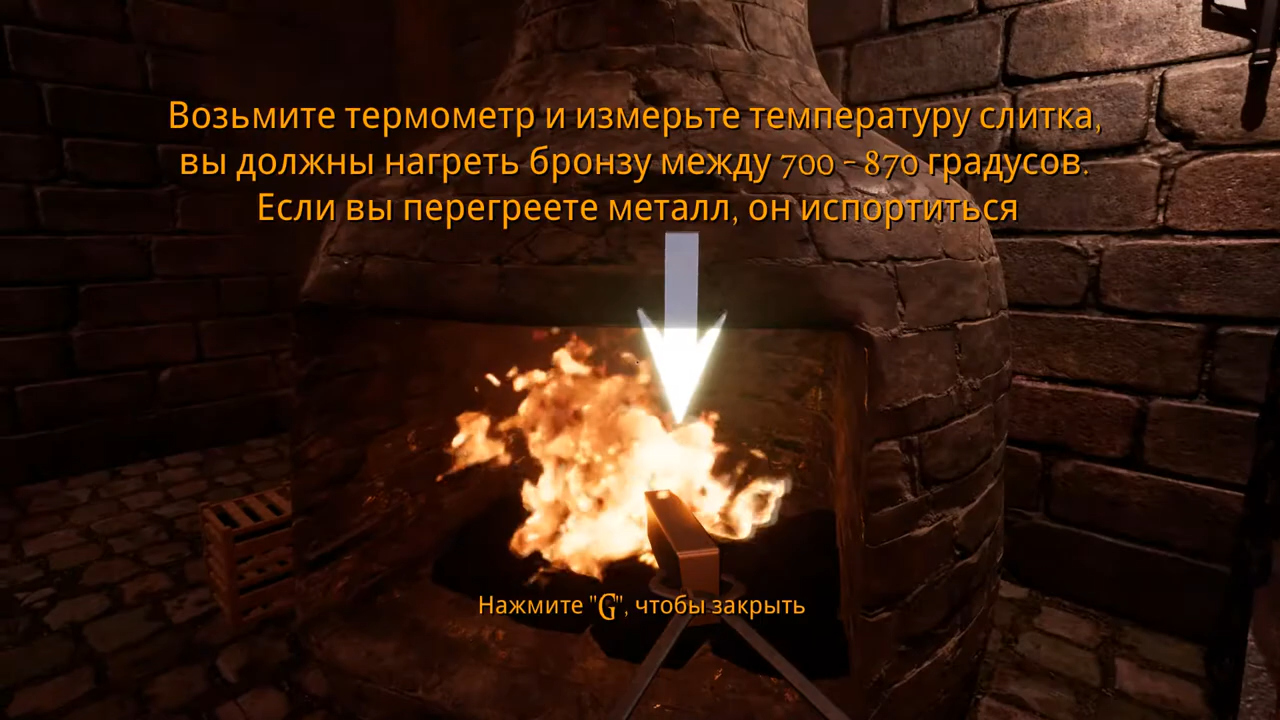 Возьмите термометр и измерьте температуру слитка,
вы должны нагреть бронзу между 700 - 870 градусов.
Если вы перегреете металл, он испортиться
Нажмите "G", чтобы закрыть